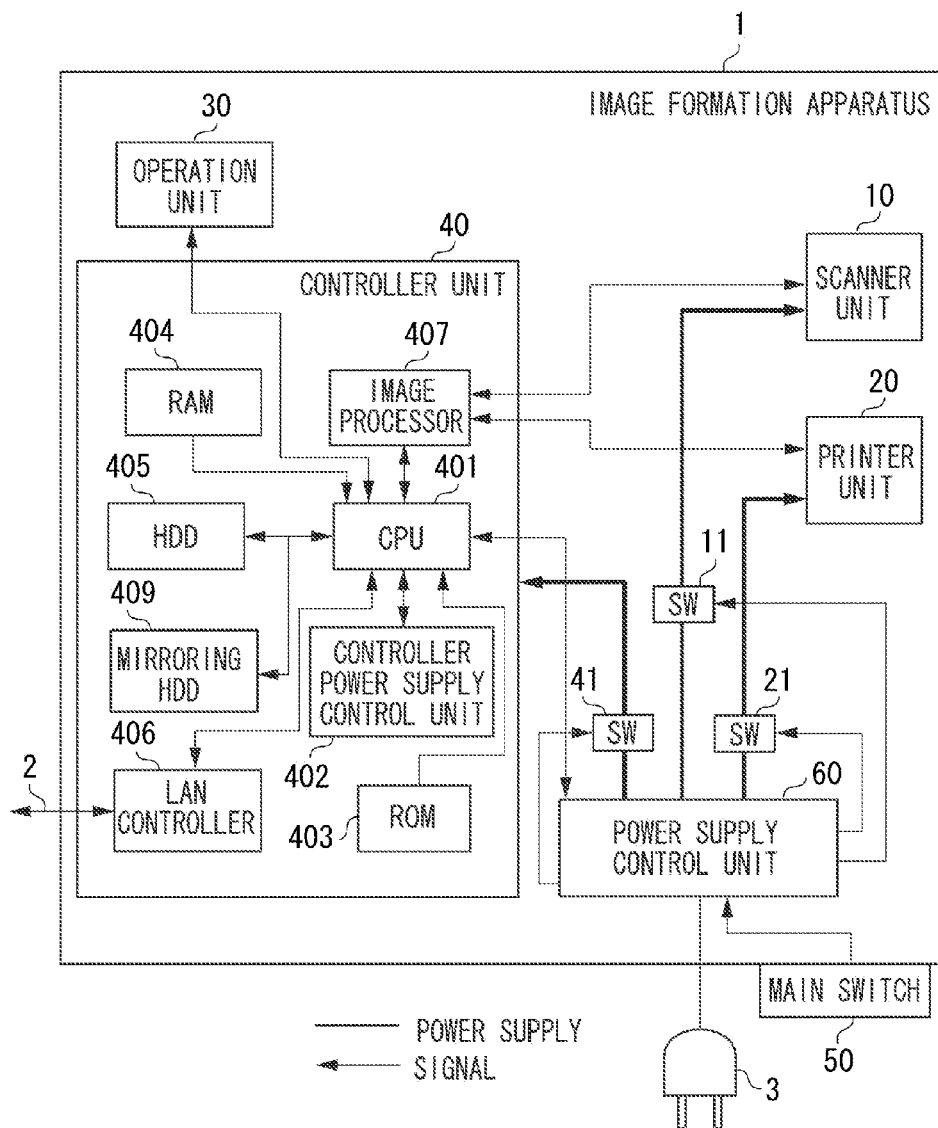 1
IMAGE FORMATION APPARATUS
30
OPERATION
UNIT
10
SCANNER
UNIT
40
CONTROLLER UNIT
404
RAM
407
IMAGE
PROCESSOR
20
PRINTER
UNIT
405
HDD
401
CPU
11
SW
409
MIRRORING
HDD
CONTROLLER
POWER SUPPLY
CONTROL UNIT
402
41
SW
21
SW
406
LAN
CONTROLLER
2
403
ROM
60
POWER SUPPLY
CONTROL UNIT
MAIN SWITCH
50
POWER SUPPLY
SIGNAL
3